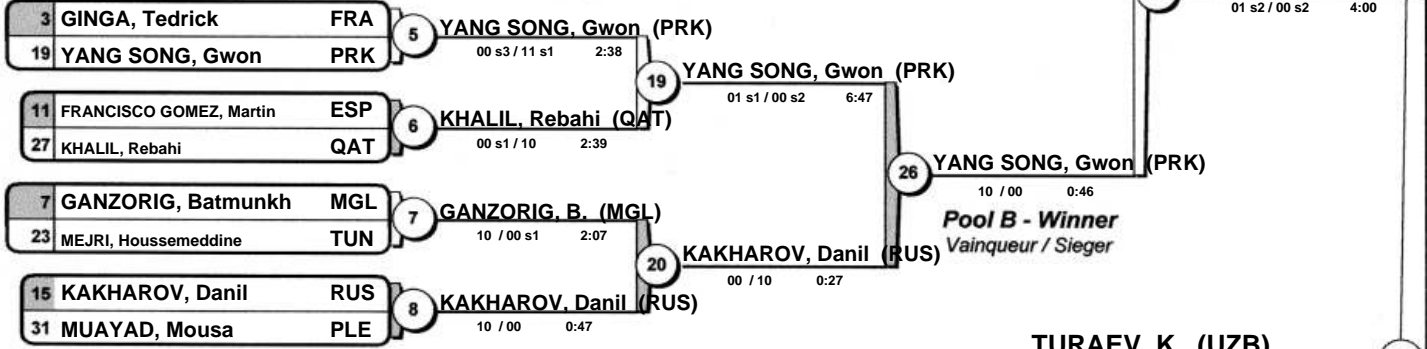 3 GINGA, Tedrick FRA
19 YANG SONG, Gwon PRK
5 YANG SONG, Gwon (PRK)
00 s3 / 11 s1 2:38
11 FRANCISCO GOMEZ, Martin ESP
27 KHALIL, Rebahi QAT
6 KHALIL, Rebahi (QAT)
00 s1 / 10 2:39
19 YANG SONG, Gwon (PRK)
01 s1 / 00 s2 6:47
7 GANZORIG, Batmunkh MGL
23 MEJRI, Houssemeddine TUN
7 GANZORIG, B. (MGL)
10 / 00 s1 2:07
15 KAKHAROV, Danil RUS
31 MUAYAD, Mousa PLE
8 KAKHAROV, Danil (RUS)
10 / 00 0:47
20 KAKHAROV, Danil (RUS)
00 / 10 0:27
26 YANG SONG, Gwon (PRK)
10 / 00 0:46
Pool B - Winner
Vainqueur / Sieger
01 s2 / 00 s2 4:00
TURAEV, K. (UZB)